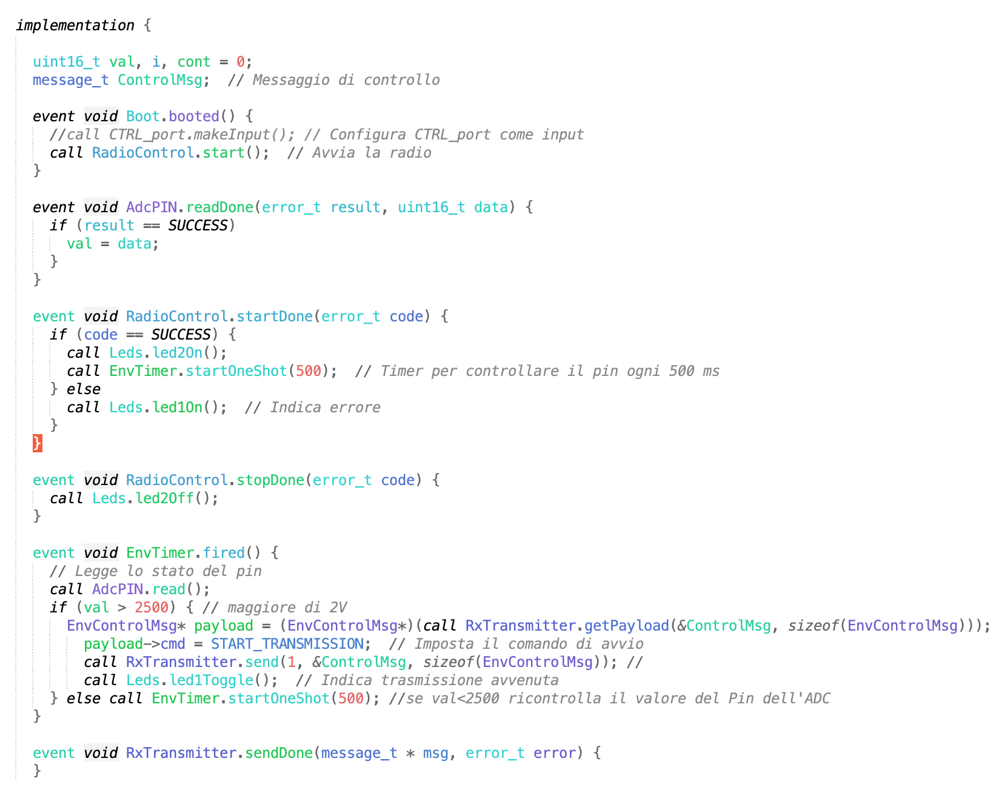 implementation {
uint16_t val, i, cont = 0;
message_t ControlMsg;  // Messaggio di controllo
event void Boot.booted() {
//call CTRL_port.makeInput(); // Configura CTRL_port come input
call RadioControl.start();  // Avvia la radio
}
event void AdcPIN.readDone(error_t result, uint16_t data) {
if (result == SUCCESS)
val = data;
}
}
event void RadioControl.startDone(error_t code) {
if (code == SUCCESS) {
call Leds.led2On();
call EnvTimer.startOneShot(500);  // Timer per controllare il pin ogni 500 ms
} else
call Leds.led1On();  // Indica errore
}
}
event void RadioControl.stopDone(error_t code) {
call Leds.led2Off();
}
event void EnvTimer.fired() {
// Legge lo stato del pin
call AdcPIN.read();
if (val > 2500) { // maggiore di 2V
EnvControlMsg* payload = (EnvControlMsg*)(call RxTransmitter.getPayload(&ControlMsg, sizeof(EnvControlMsg)));
payload->cmd = START_TRANSMISSION;  // Imposta il comando di avvio
call RxTransmitter.send(1, &ControlMsg, sizeof(EnvControlMsg)); //
call Leds.led1Toggle();  // Indica trasmissione avvenuta
} else call EnvTimer.startOneShot(500); //se val<2500 ricontrolla il valore del Pin dell'ADC
}
event void RxTransmitter.sendDone(message_t * msg, error_t error) {
}